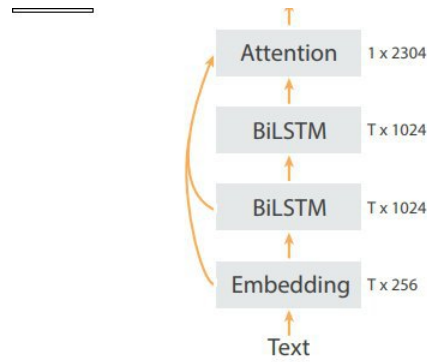 Attention 1 x 2304
BiLSTM T x 1024
BiLSTM T x 1024
Embedding T x 256
Text